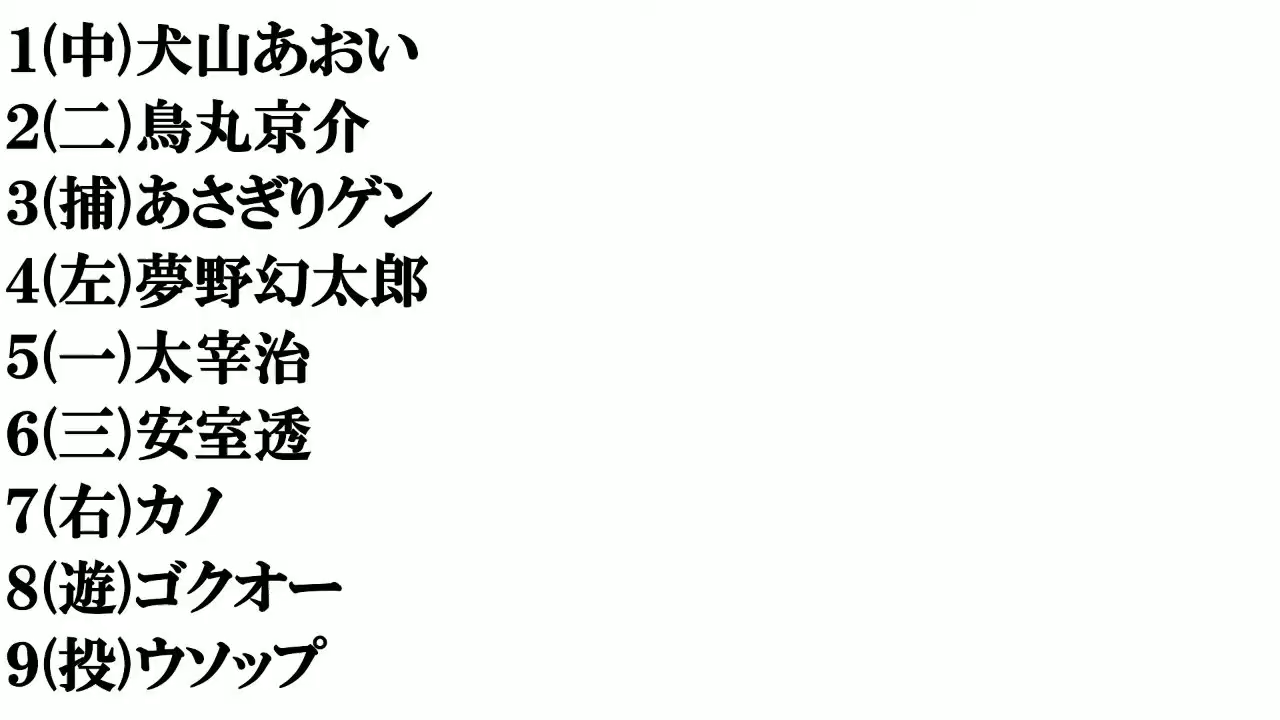 1(中)犬山あおい
2(二)烏丸京介
3(捕)あさぎりゲン
4(左)夢野幻太郎
5(一)太宰治
6(三)安室透
7(右)カノ
8(遊)ゴクオー
9(投)ウソップ